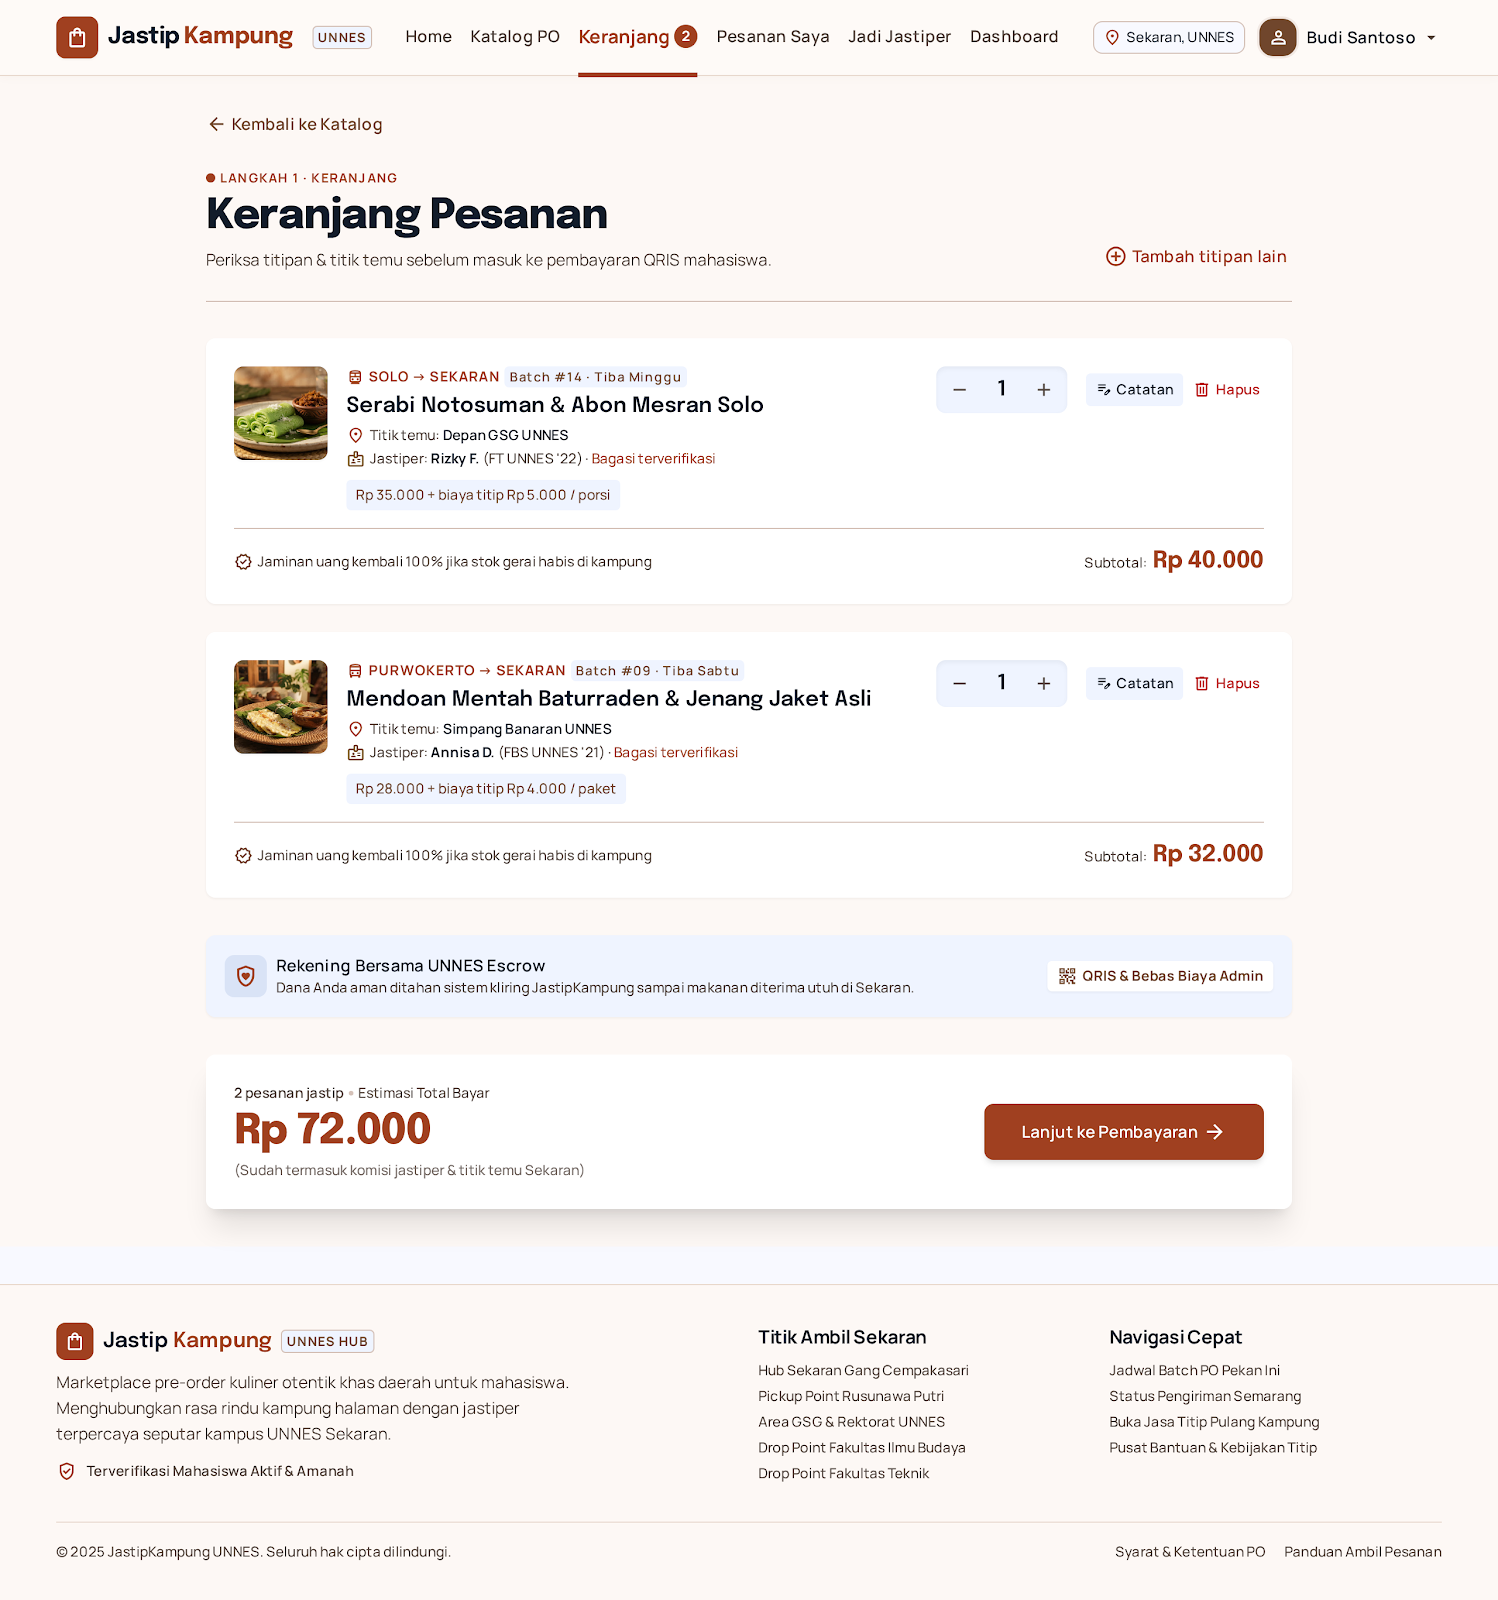 Jastip Kampung UNNES Home Katalog PO Keranjang 2 Pesanan Saya Jadi Jastiper Dashboard Sekaran, UNNES Budi Santoso
Kembali ke Katalog
LANGKAH 1 · KERANJANG
Keranjang Pesanan
Periksa titipan & titik temu sebelum masuk ke pembayaran QRIS mahasiswa.
Tambah titipan lain
SOLO → SEKARAN Batch #14 · Tiba Minggu
Serabi Notosuman & Abon Mesran Solo
Titik temu: Depan GSG UNNES
Jastiper: Rizky F. (FT UNNES '22) · Bagasi terverifikasi
Rp 35.000 + biaya titip Rp 5.000 / porsi
− 1 + Catatan Hapus
Jaminan uang kembali 100% jika stok gerai habis di kampung
Subtotal: Rp 40.000
PURWOKERTO → SEKARAN Batch #09 · Tiba Sabtu
Mendoan Mentah Baturraden & Jenang Jaket Asli
Titik temu: Simpang Banaran UNNES
Jastiper: Annisa D. (FBS UNNES '21) · Bagasi terverifikasi
Rp 28.000 + biaya titip Rp 4.000 / paket
− 1 + Catatan Hapus
Jaminan uang kembali 100% jika stok gerai habis di kampung
Subtotal: Rp 32.000
Rekening Bersama UNNES Escrow
Dana Anda aman ditahan sistem kliring JastipKampung sampai makanan diterima utuh di Sekaran.
QRIS & Bebas Biaya Admin
2 pesanan jastip • Estimasi Total Bayar
Rp 72.000
(Sudah termasuk komisi jastiper & titik temu Sekaran)
Lanjut ke Pembayaran →
Jastip Kampung UNNES HUB
Marketplace pre-order kuliner otentik khas daerah untuk mahasiswa.
Menghubungkan rasa rindu kampung halaman dengan jastiper
terpercaya seputar kampus UNNES Sekaran.
Terverifikasi Mahasiswa Aktif & Amanah
Titik Ambil Sekaran
Hub Sekaran Gang Cempakasari
Pickup Point Rusunawa Putri
Area GSG & Rektorat UNNES
Drop Point Fakultas Ilmu Budaya
Drop Point Fakultas Teknik
Navigasi Cepat
Jadwal Batch PO Pekan Ini
Status Pengiriman Semarang
Buka Jasa Titip Pulang Kampung
Pusat Bantuan & Kebijakan Titip
© 2025 JastipKampung UNNES. Seluruh hak cipta dilindungi.
Syarat & Ketentuan PO Panduan Ambil Pesanan